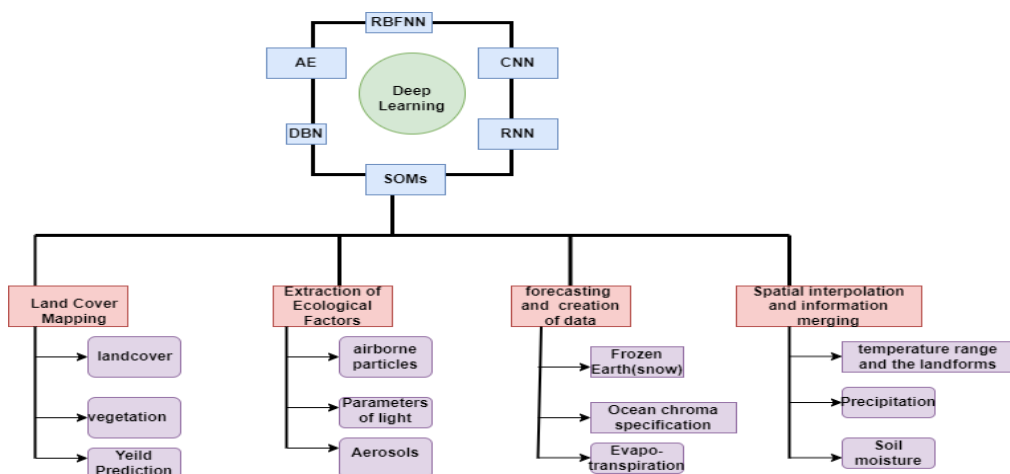 RBFNN
AE
CNN
Deep
Learning
DBN
RNN
SOMs
Land Cover
Mapping
landcover
vegetation
Yeild
Prediction
Extraction of
Ecological
Factors
airborne
particles
Parameters
of light
Aerosols
forecasting
and creation
of data
Frozen
Earth(snow)
Ocean chroma
specification
Evapo-
transpiration
Spatial interpolation
and information
merging
temperature range
and the landforms
Precipitation
Soil
moisture